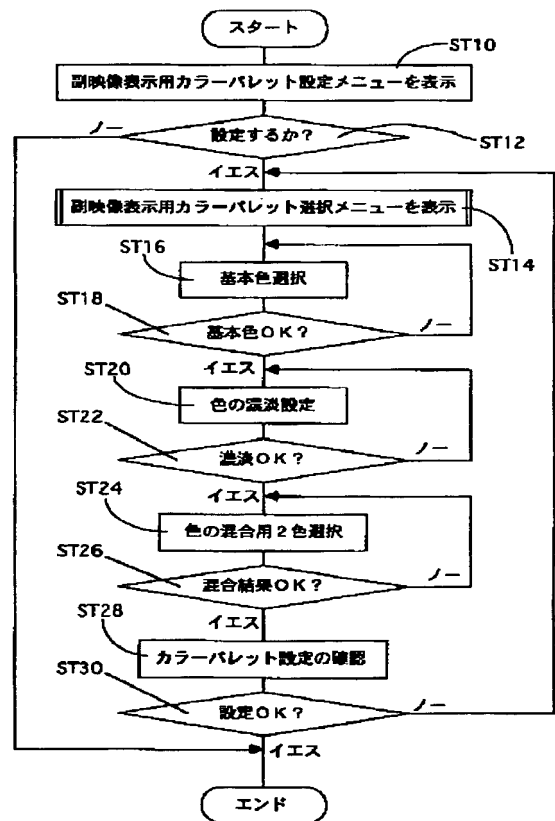 スタート
ST10
副映像表示用カラーパレット設定メニューを表示
ノー
設定するか?
ST12
イエス
副映像表示用カラーパレット選択メニューを表示
ST14
ST16
基本色選択
ST18
基本色OK?
ノー
イエス
ST20
色の濃淡設定
ST22
濃淡OK?
ノー
イエス
ST24
色の混合用2色選択
ST26
混合結果OK?
ノー
イエス
ST28
カラーパレット設定の確認
ST30
設定OK?
ノー
イエス
エンド